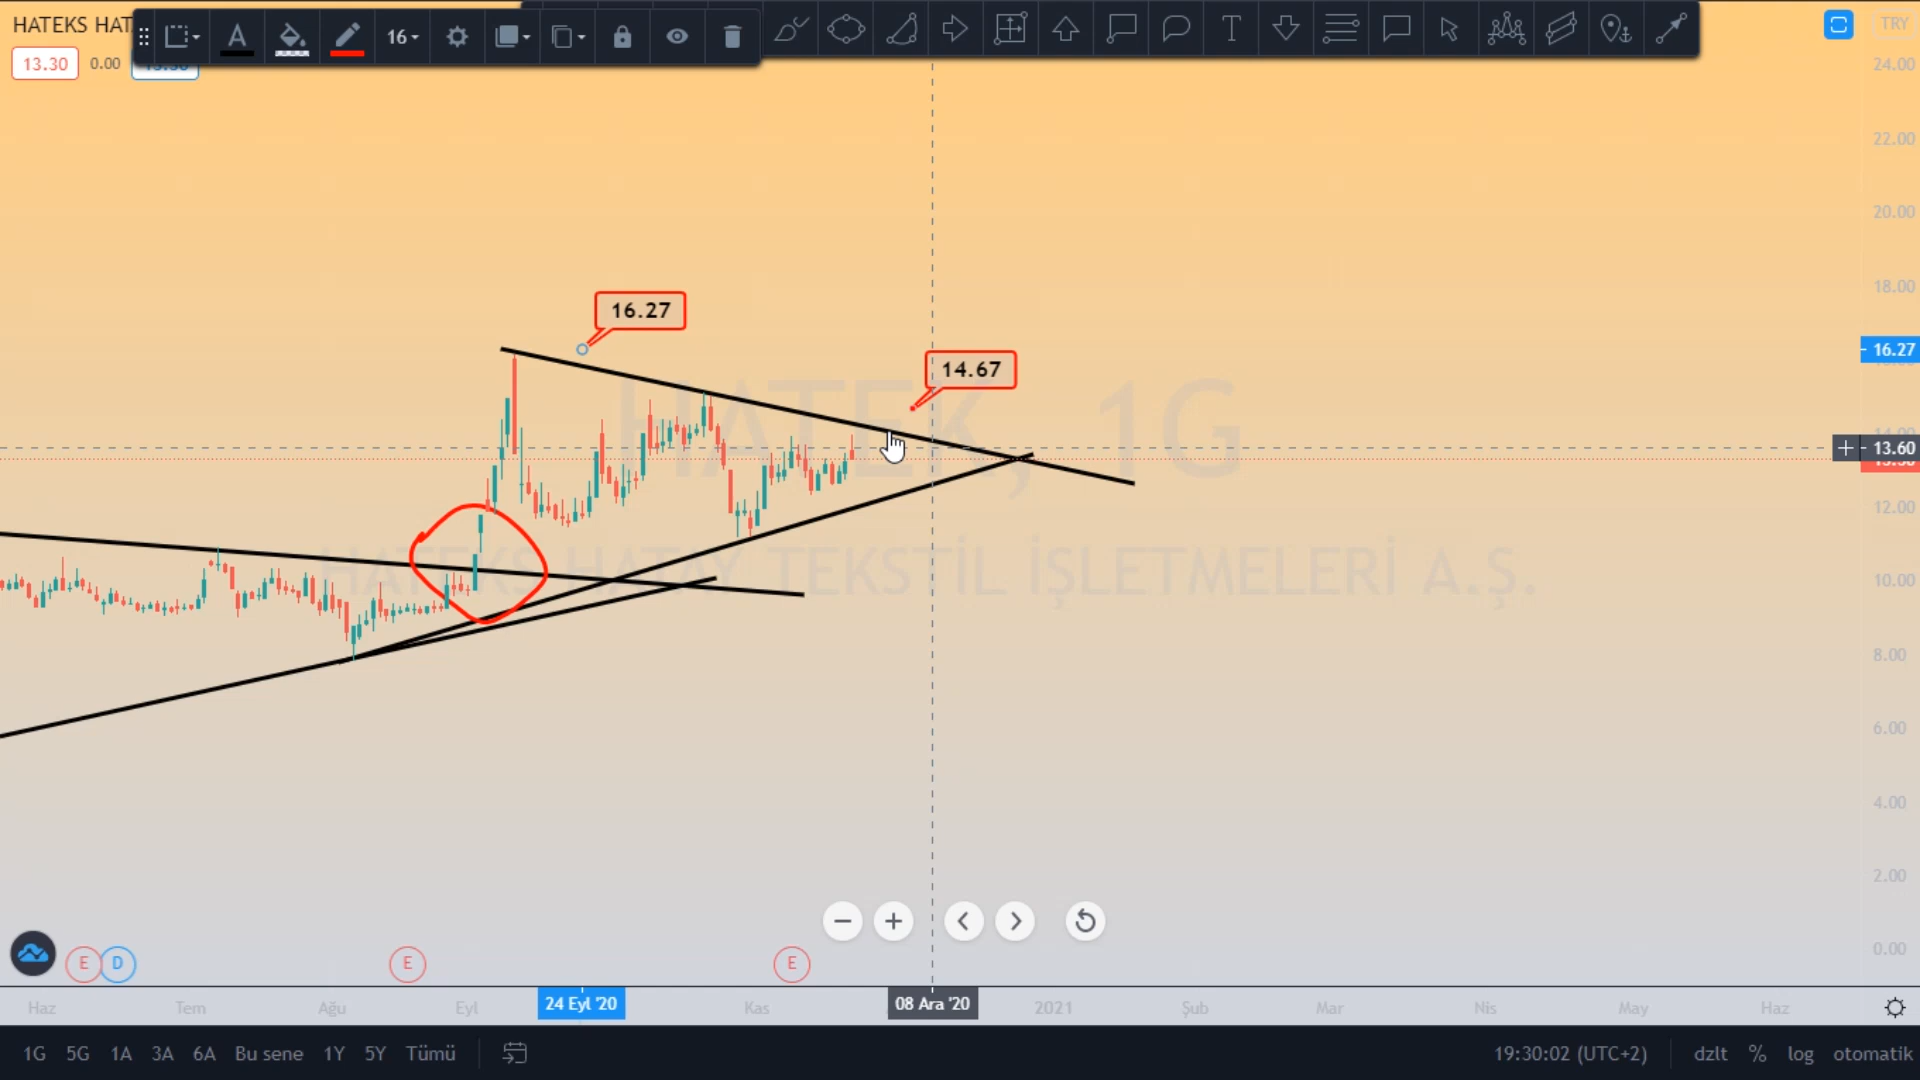 HATEKS HAT
16
TRY
13.30
0.00
24.00
22.00
20.00
18.00
16.27
16.27
14.67
HATEK, 1G
13.60
12.00
HATEKS HATAY TEKSTİL İŞLETMELERİ A.Ş.
10.00
8.00
6.00
4.00
2.00
0.00
E
D
E
E
Haz
Tem
Ağu
Eyl
24 Eyl '20
Kas
08 Ara '20
2021
Şub
Mar
Nis
May
Haz
1G
5G
1A
3A
6A
Bu sene
1Y
5Y
Tümü
19:30:02 (UTC+2)
dzlt
%
log
otomatik